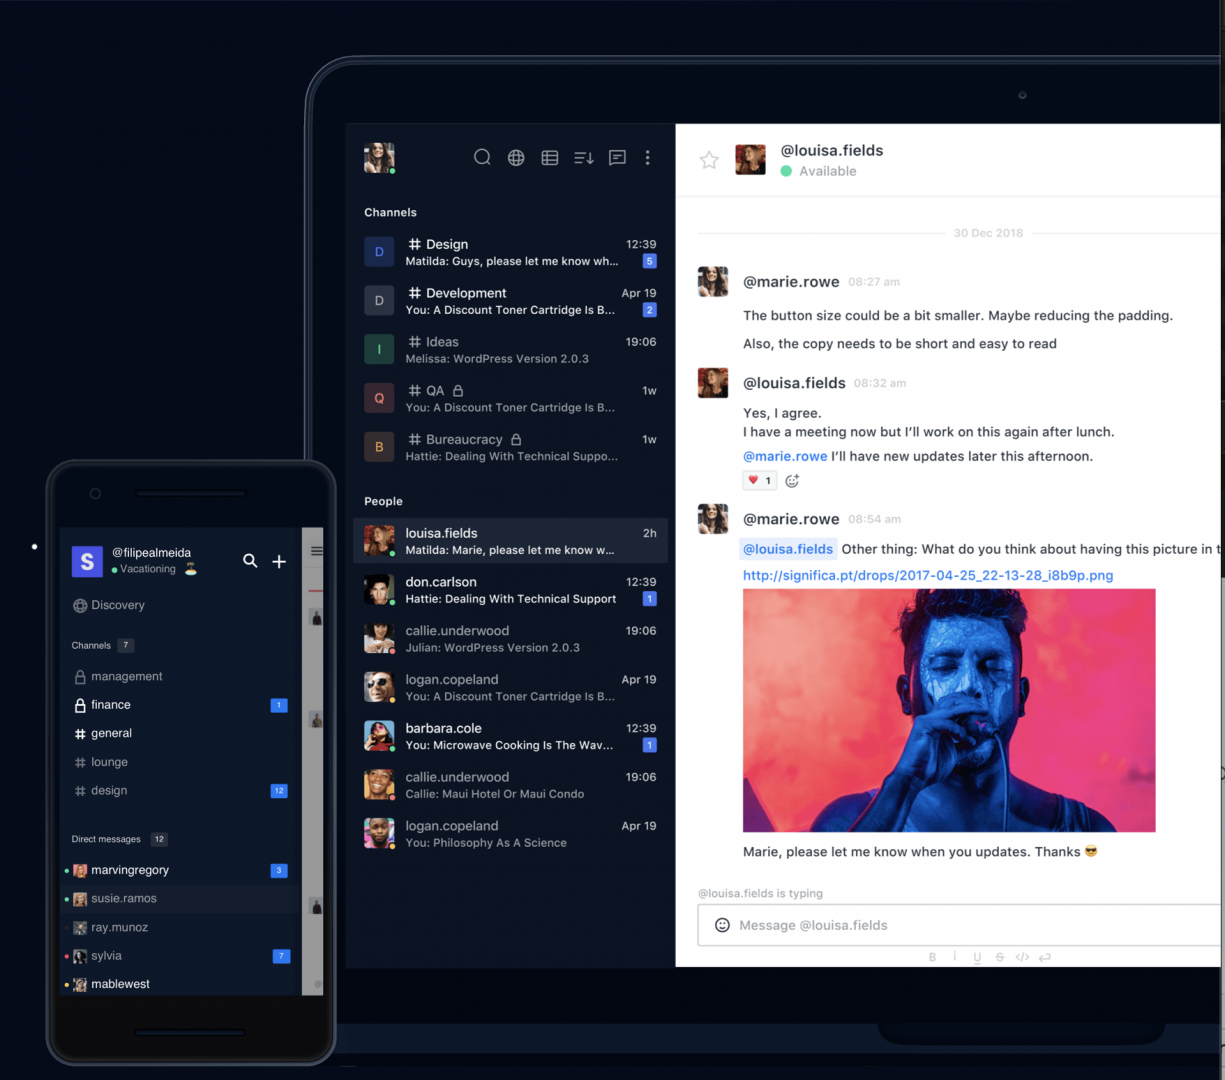 Channels
D
# Design
12:39
Matilda: Guys, please let me know wh...
5
D
# Development
Apr 19
You: A Discount Toner Cartridge Is B...
2
I
# Ideas
19:06
Melissa: WordPress Version 2.0.3
Q
# QA
1w
You: A Discount Toner Cartridge Is B...
B
# Bureaucracy
1w
Hattie: Dealing With Technical Suppo...
People
louisa.fields
2h
Matilda: Marie, please let me know w...
don.carlson
12:39
Hattie: Dealing With Technical Support
1
callie.underwood
19:06
Julian: WordPress Version 2.0.3
logan.copeland
Apr 19
You: A Discount Toner Cartridge Is B...
barbara.cole
12:39
You: Microwave Cooking Is The Wav...
1
callie.underwood
19:06
Callie: Maui Hotel Or Maui Condo
logan.copeland
Apr 19
You: Philosophy As A Science
@louisa.fields
Available
30 Dec 2018
@marie.rowe 08:27 am
The button size could be a bit smaller. Maybe reducing the padding.
Also, the copy needs to be short and easy to read
@louisa.fields 08:32 am
Yes, I agree.
I have a meeting now but I'll work on this again after lunch.
@marie.rowe I'll have new updates later this afternoon.
1
@marie.rowe 08:54 am
@louisa.fields Other thing: What do you think about having this picture in t
http://significa.pt/drops/2017-04-25_22-13-28_i8b9p.png
Marie, please let me know when you updates. Thanks 😎
@louisa.fields is typing
Message @louisa.fields
B i U S </>
S
@filipealmeida
Vacationing 🏝
Discovery
Channels 7
management
finance 1
# general
# lounge
# design 12
Direct messages 12
marvingregory 3
susie.ramos
ray.munoz
sylvia 7
mablewest